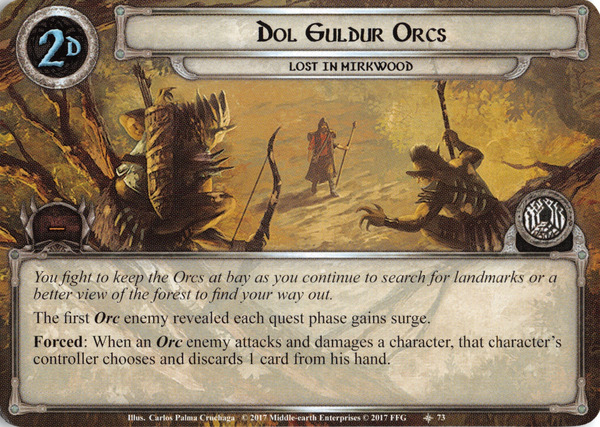 2D
Dol Guldur Orcs
Lost in Mirkwood
–
You fight to keep the Orcs at bay as you continue to search for landmarks or a
better view of the forest to find your way out.
The first Orc enemy revealed each quest phase gains surge.
Forced: When an Orc enemy attacks and damages a character, that character's
controller chooses and discards 1 card from his hand.
Illus. Carlos Palma Cruchaga © 2017 Middle-earth Enterprises © 2017 FFG 73